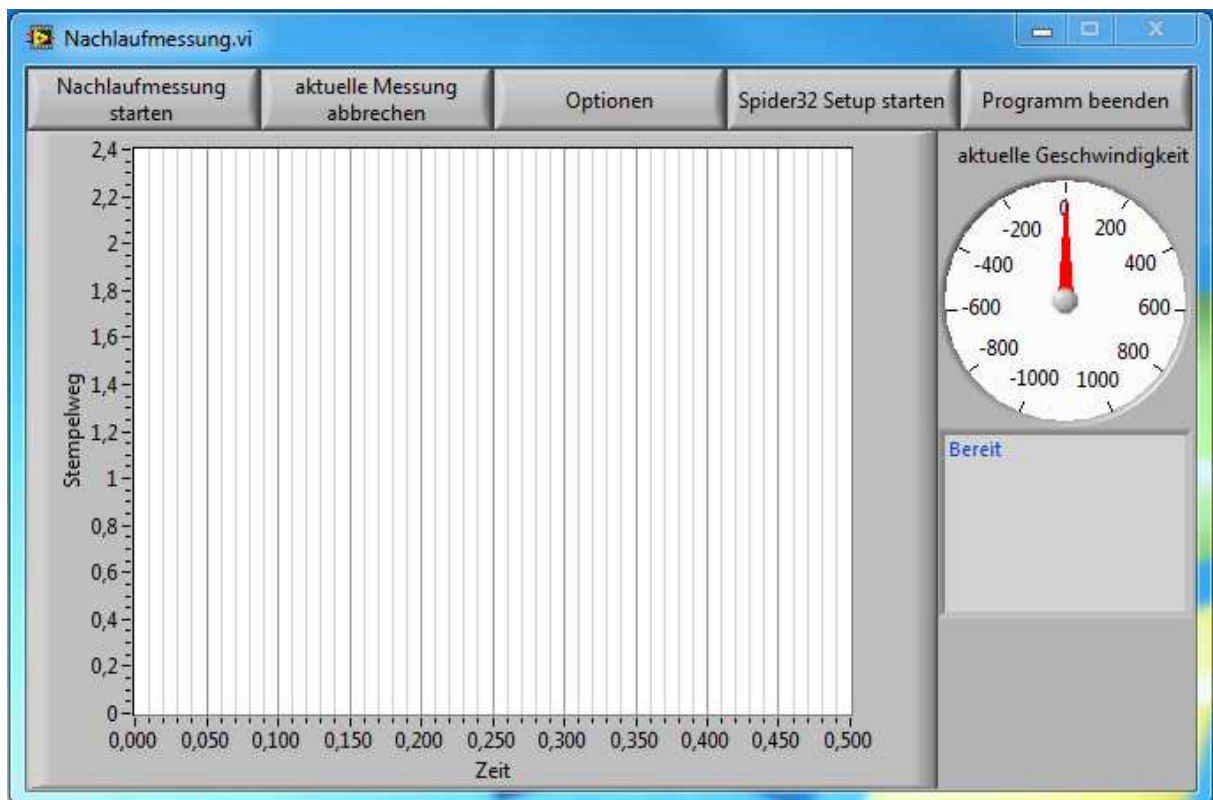 Nachlaufmessung.vi
Nachlaufmessung
starten
aktuelle Messung
abbrechen
Optionen
Spider32 Setup starten
Programm beenden
2,4
2,2
2
1,8
1,6
1,4
1,2
1
0,8
0,6
0,4
0,2
0
Stempelweg
0,000 0,050 0,100 0,150 0,200 0,250 0,300 0,350 0,400 0,450 0,500
Zeit
aktuelle Geschwindigkeit
0
-200 200
-400 400
-600 600
-800 800
-1000 1000
Bereit